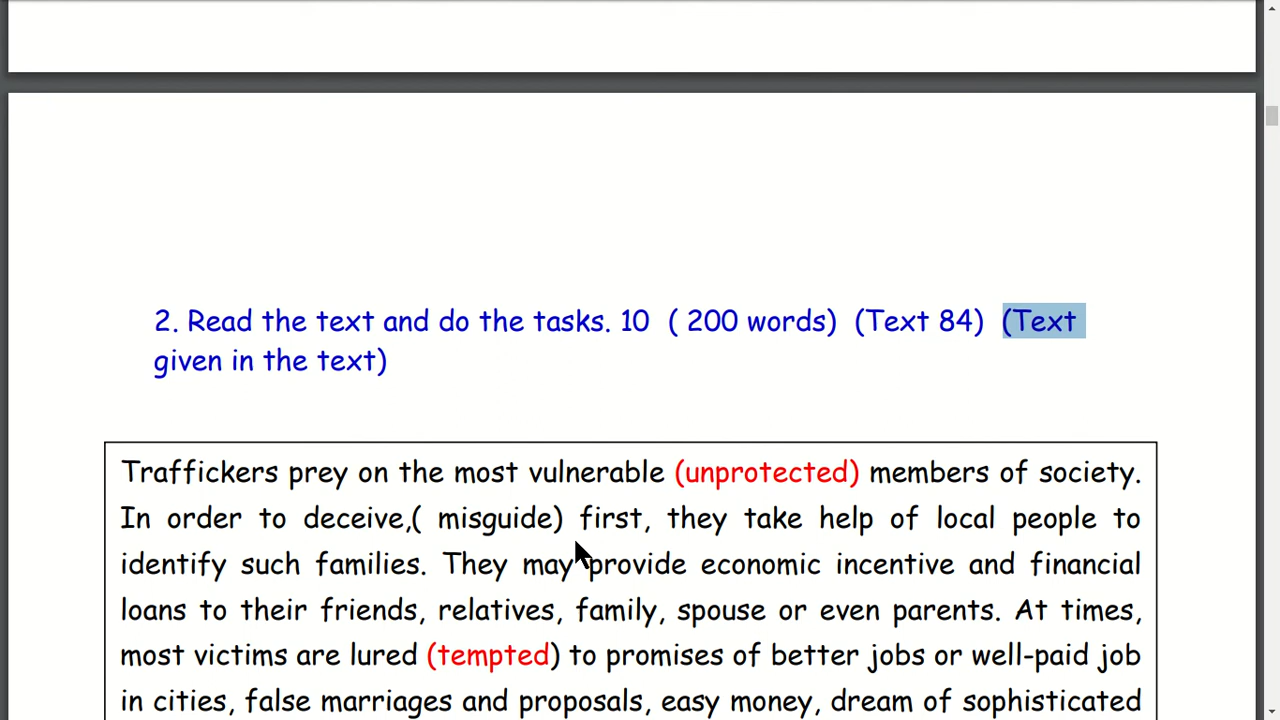 2. Read the text and do the tasks. 10 ( 200 words) (Text 84) (Text
given in the text)
Traffickers prey on the most vulnerable (unprotected) members of society.
In order to deceive,( misguide) first, they take help of local people to
identify such families. They may provide economic incentive and financial
loans to their friends, relatives, family, spouse or even parents. At times,
most victims are lured (tempted) to promises of better jobs or well-paid job
in cities, false marriages and proposals, easy money, dream of sophisticated